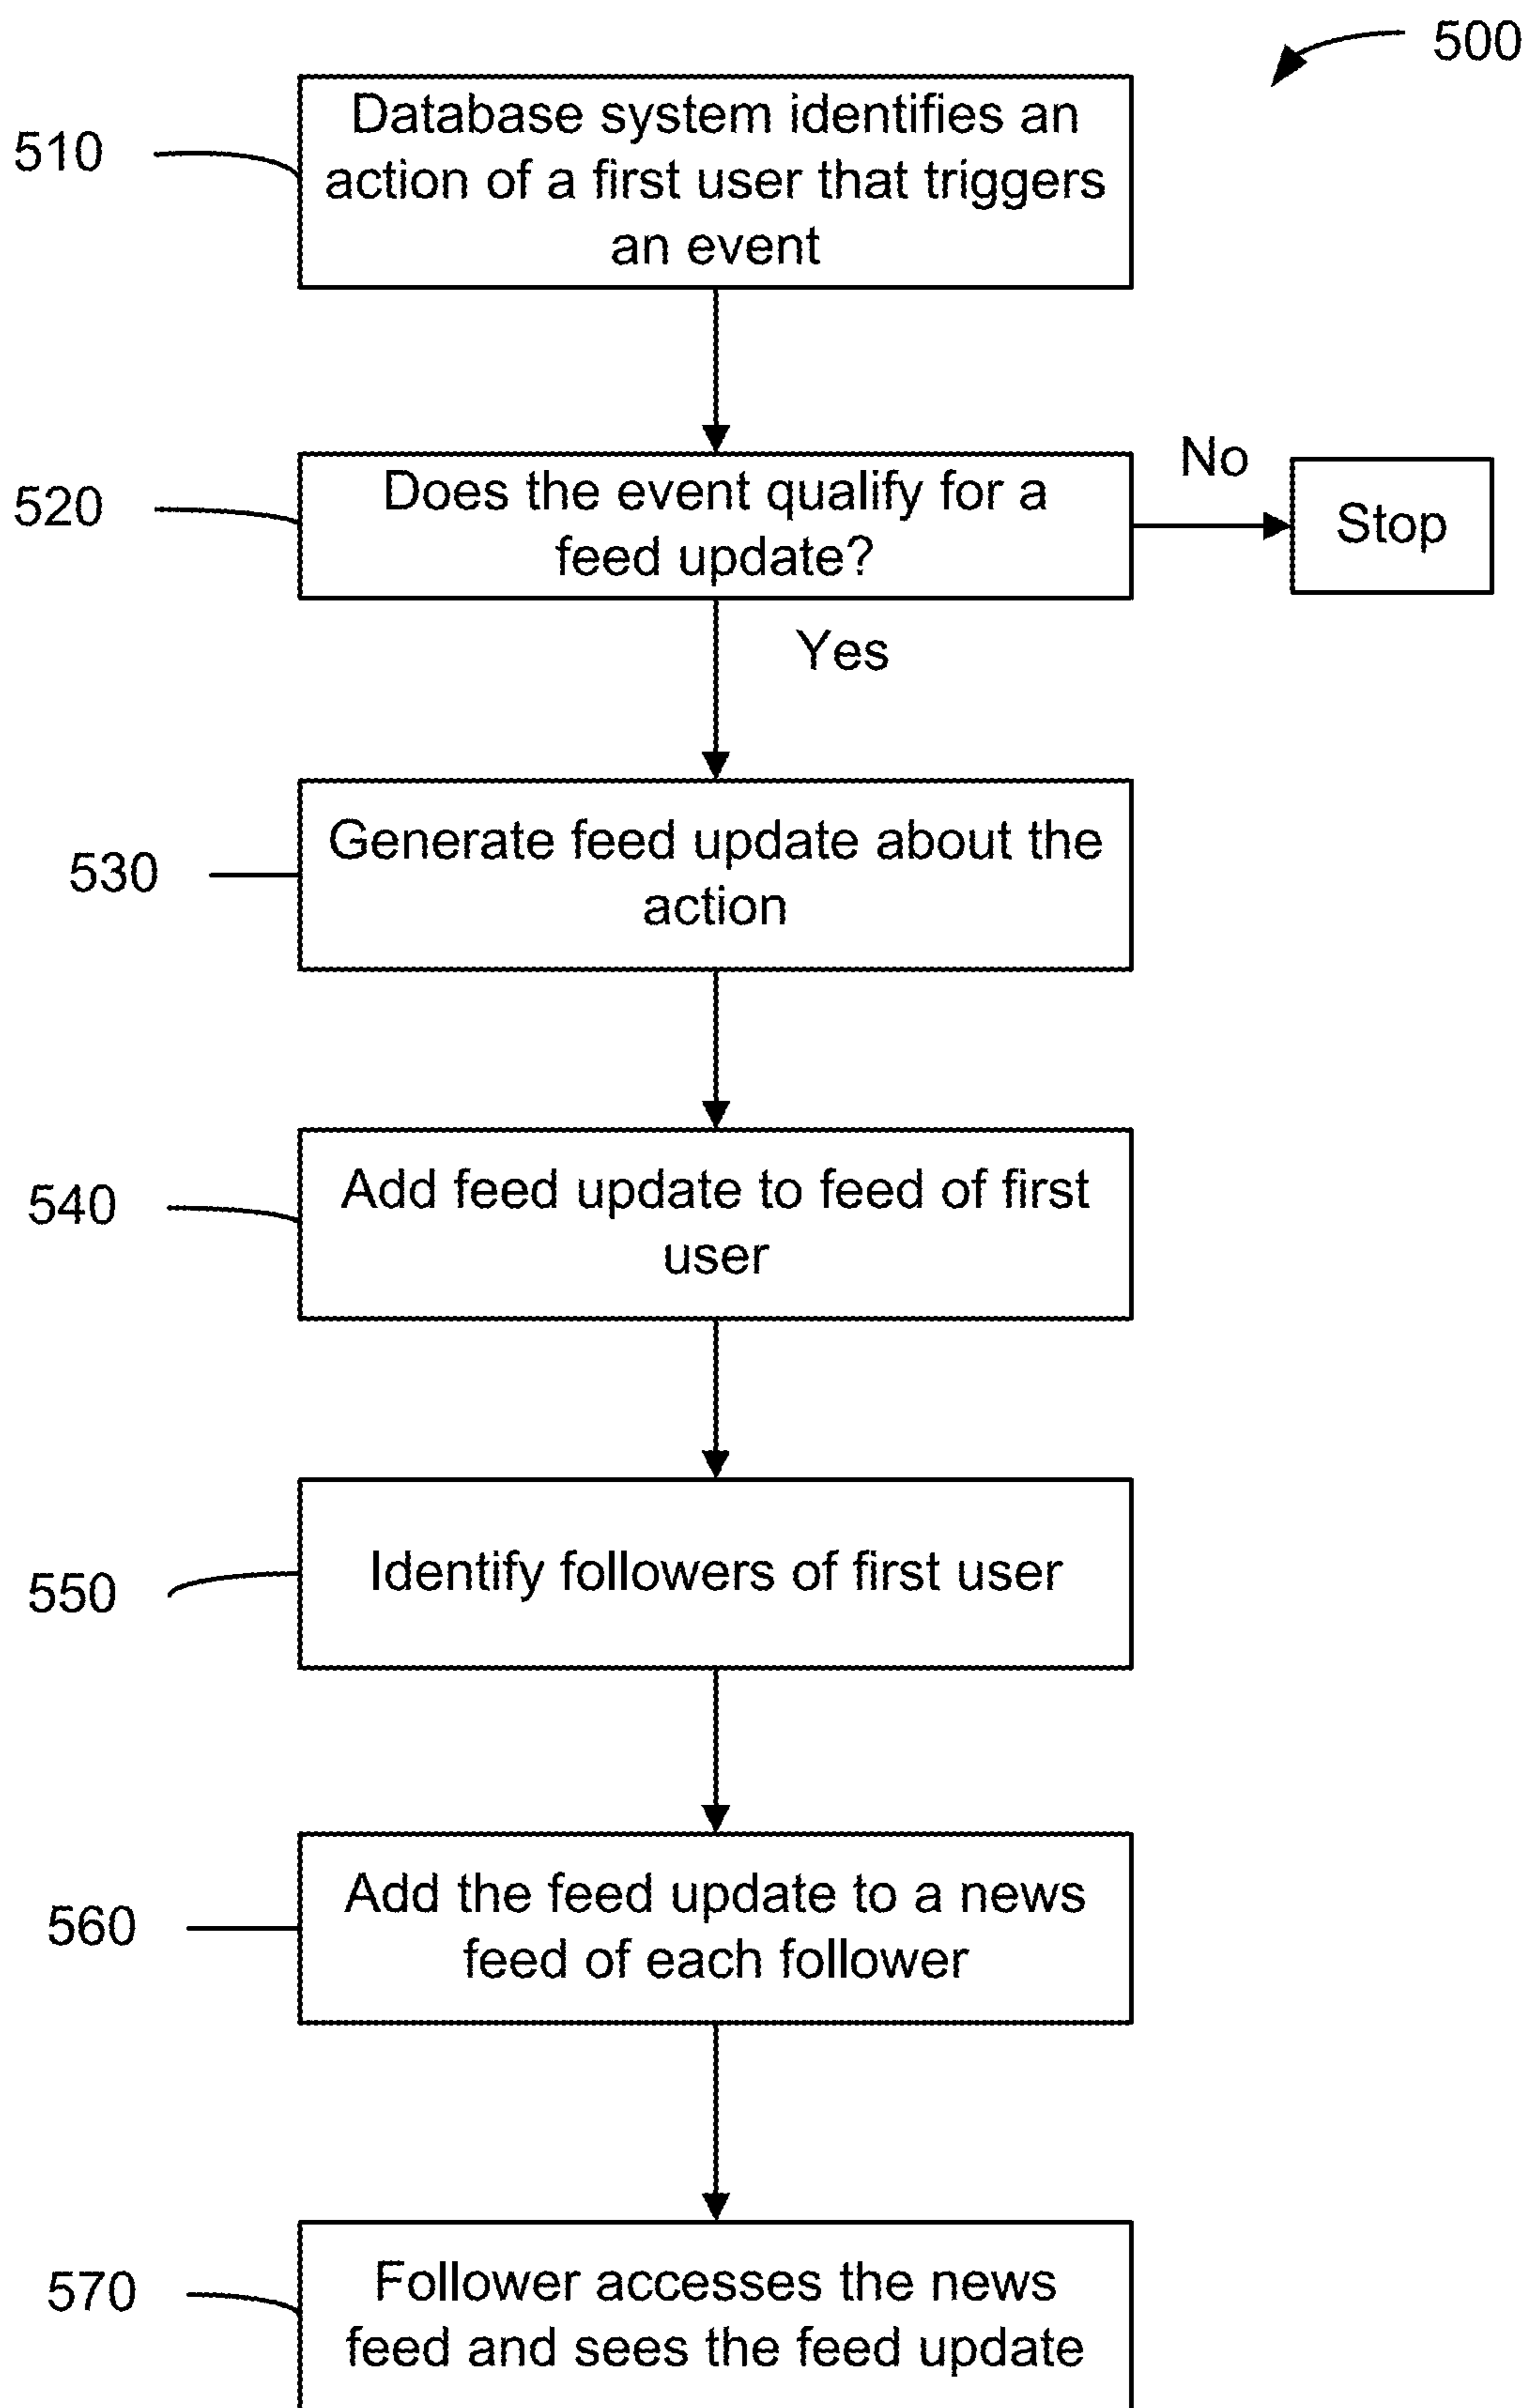 500
510
Database system identifies an
action of a first user that triggers
an event
520
Does the event qualify for a
feed update?
No
Stop
Yes
530
Generate feed update about the
action
540
Add feed update to feed of first
user
550
Identify followers of first user
560
Add the feed update to a news
feed of each follower
570
Follower accesses the news
feed and sees the feed update